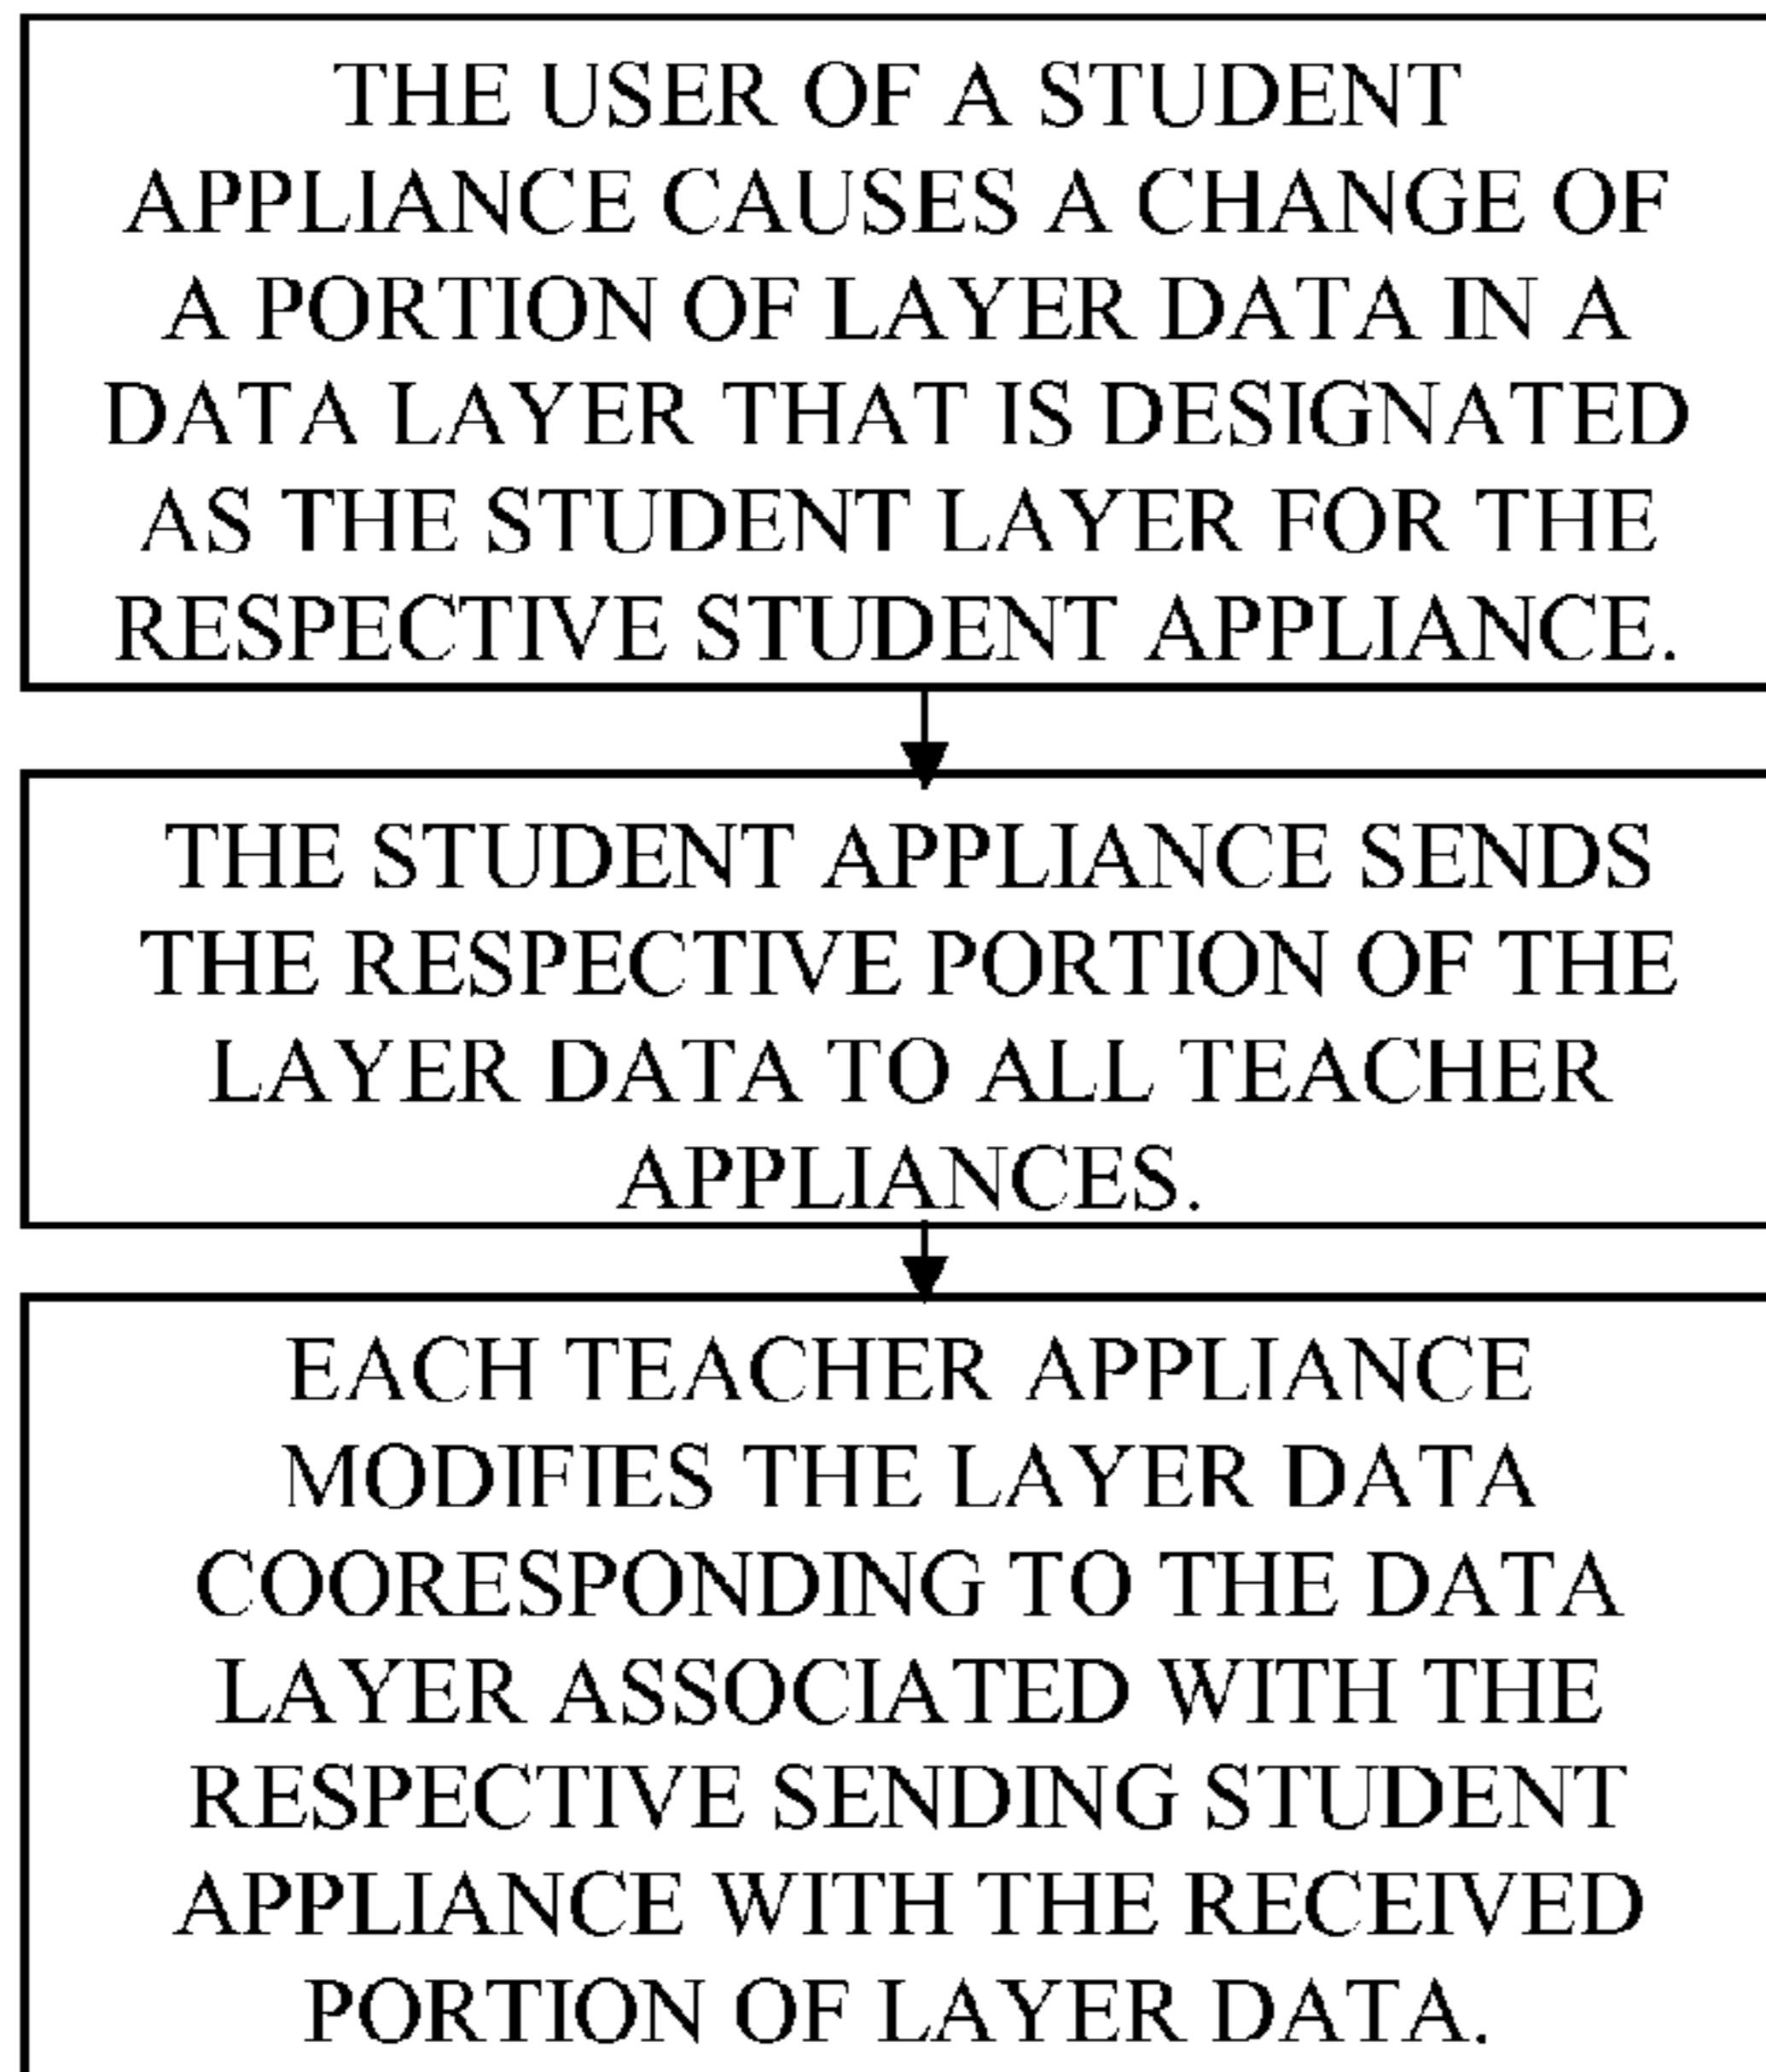 THE USER OF A STUDENT
APPLIANCE CAUSES A CHANGE OF
A PORTION OF LAYER DATA IN A
DATA LAYER THAT IS DESIGNATED
AS THE STUDENT LAYER FOR THE
RESPECTIVE STUDENT APPLIANCE.
THE STUDENT APPLIANCE SENDS
THE RESPECTIVE PORTION OF THE
LAYER DATA TO ALL TEACHER
APPLIANCES.
EACH TEACHER APPLIANCE
MODIFIES THE LAYER DATA
COORESPONDING TO THE DATA
LAYER ASSOCIATED WITH THE
RESPECTIVE SENDING STUDENT
APPLIANCE WITH THE RECEIVED
PORTION OF LAYER DATA.